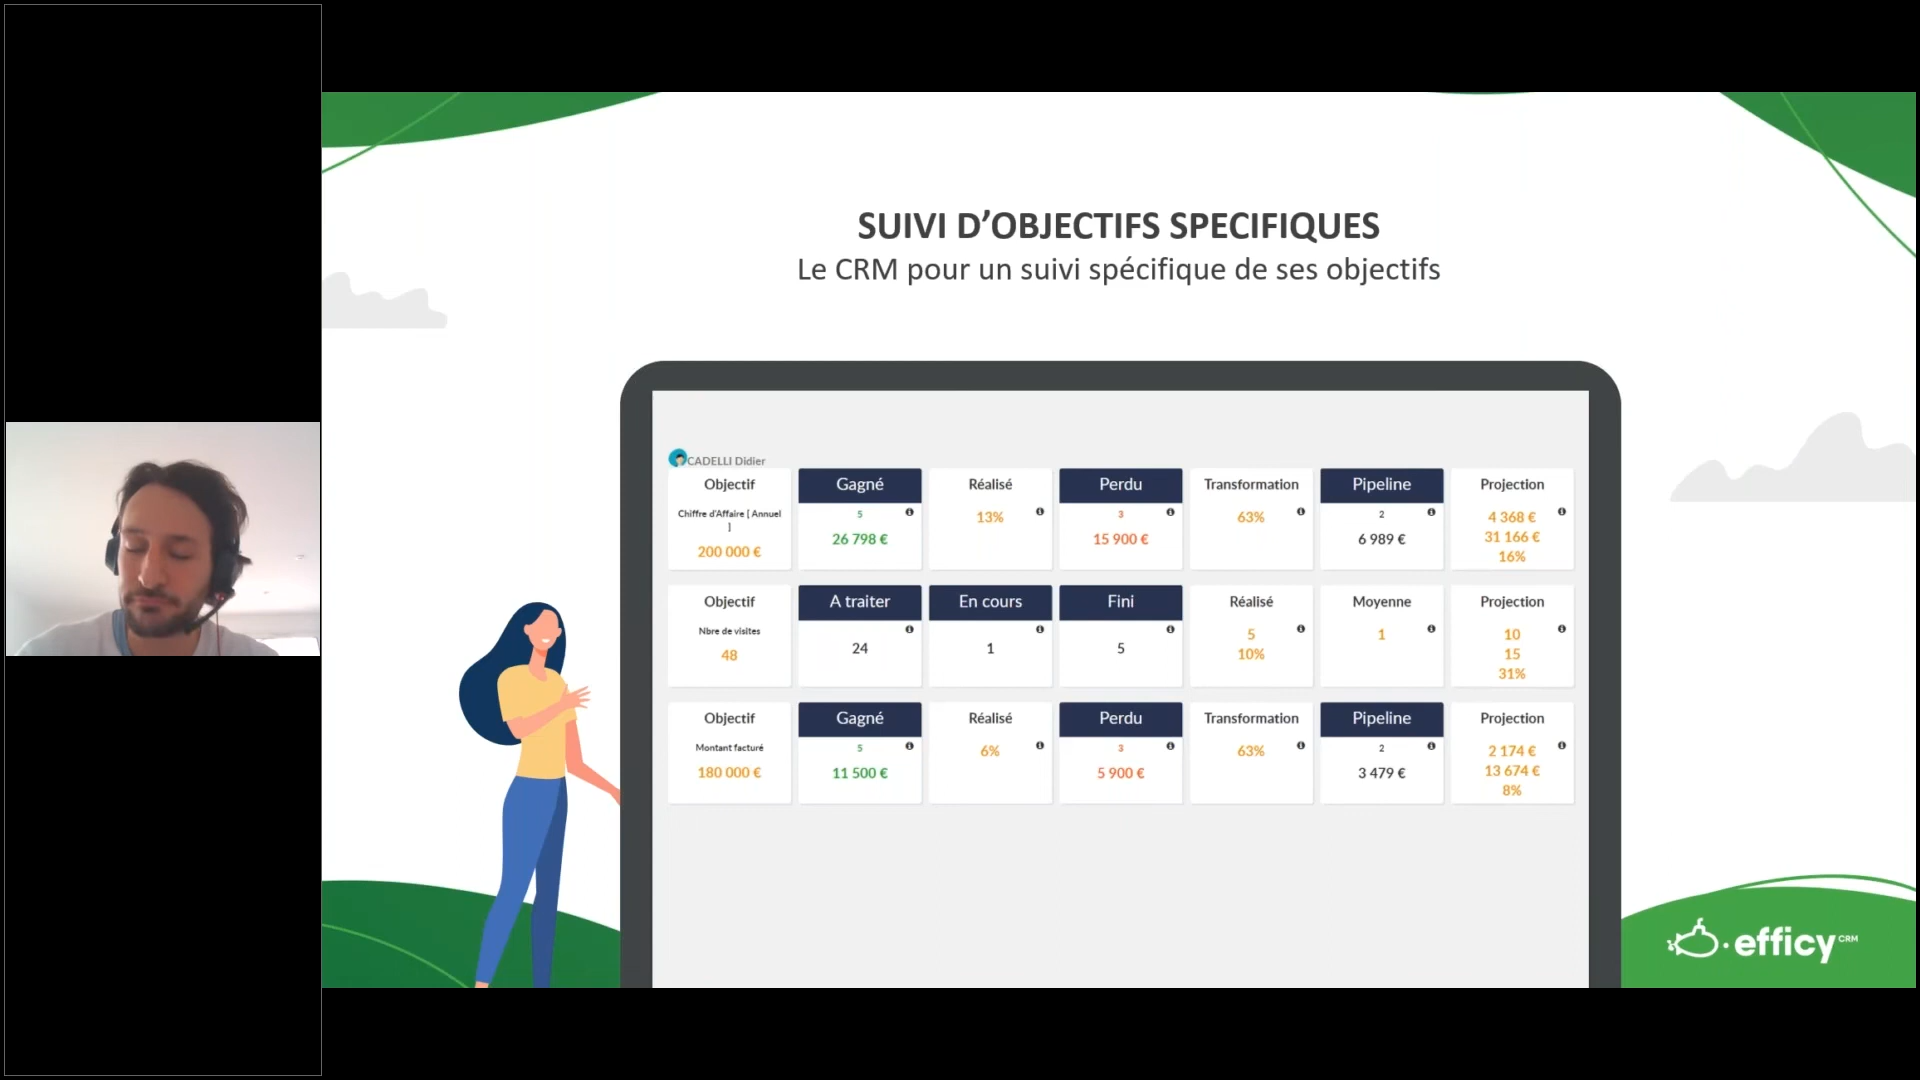 SUIVI D’OBJECTIFS SPECIFIQUES
Le CRM pour un suivi spécifique de ses objectifs
CADELLI Didier
Objectif
Chiffre d'Affaire [ Annuel
]
200 000 €
Gagné
5
26 798 €
Réalisé
13%
Perdu
3
15 900 €
Transformation
63%
Pipeline
2
6 989 €
Projection
4 368 €
31 166 €
16%
Objectif
Nbre de visites
48
A traiter
24
En cours
1
Fini
5
Réalisé
5
10%
Moyenne
1
Projection
10
15
31%
Objectif
Montant facturé
180 000 €
Gagné
5
11 500 €
Réalisé
6%
Perdu
3
5 900 €
Transformation
63%
Pipeline
2
3 479 €
Projection
2 174 €
13 674 €
8%
efficy CRM